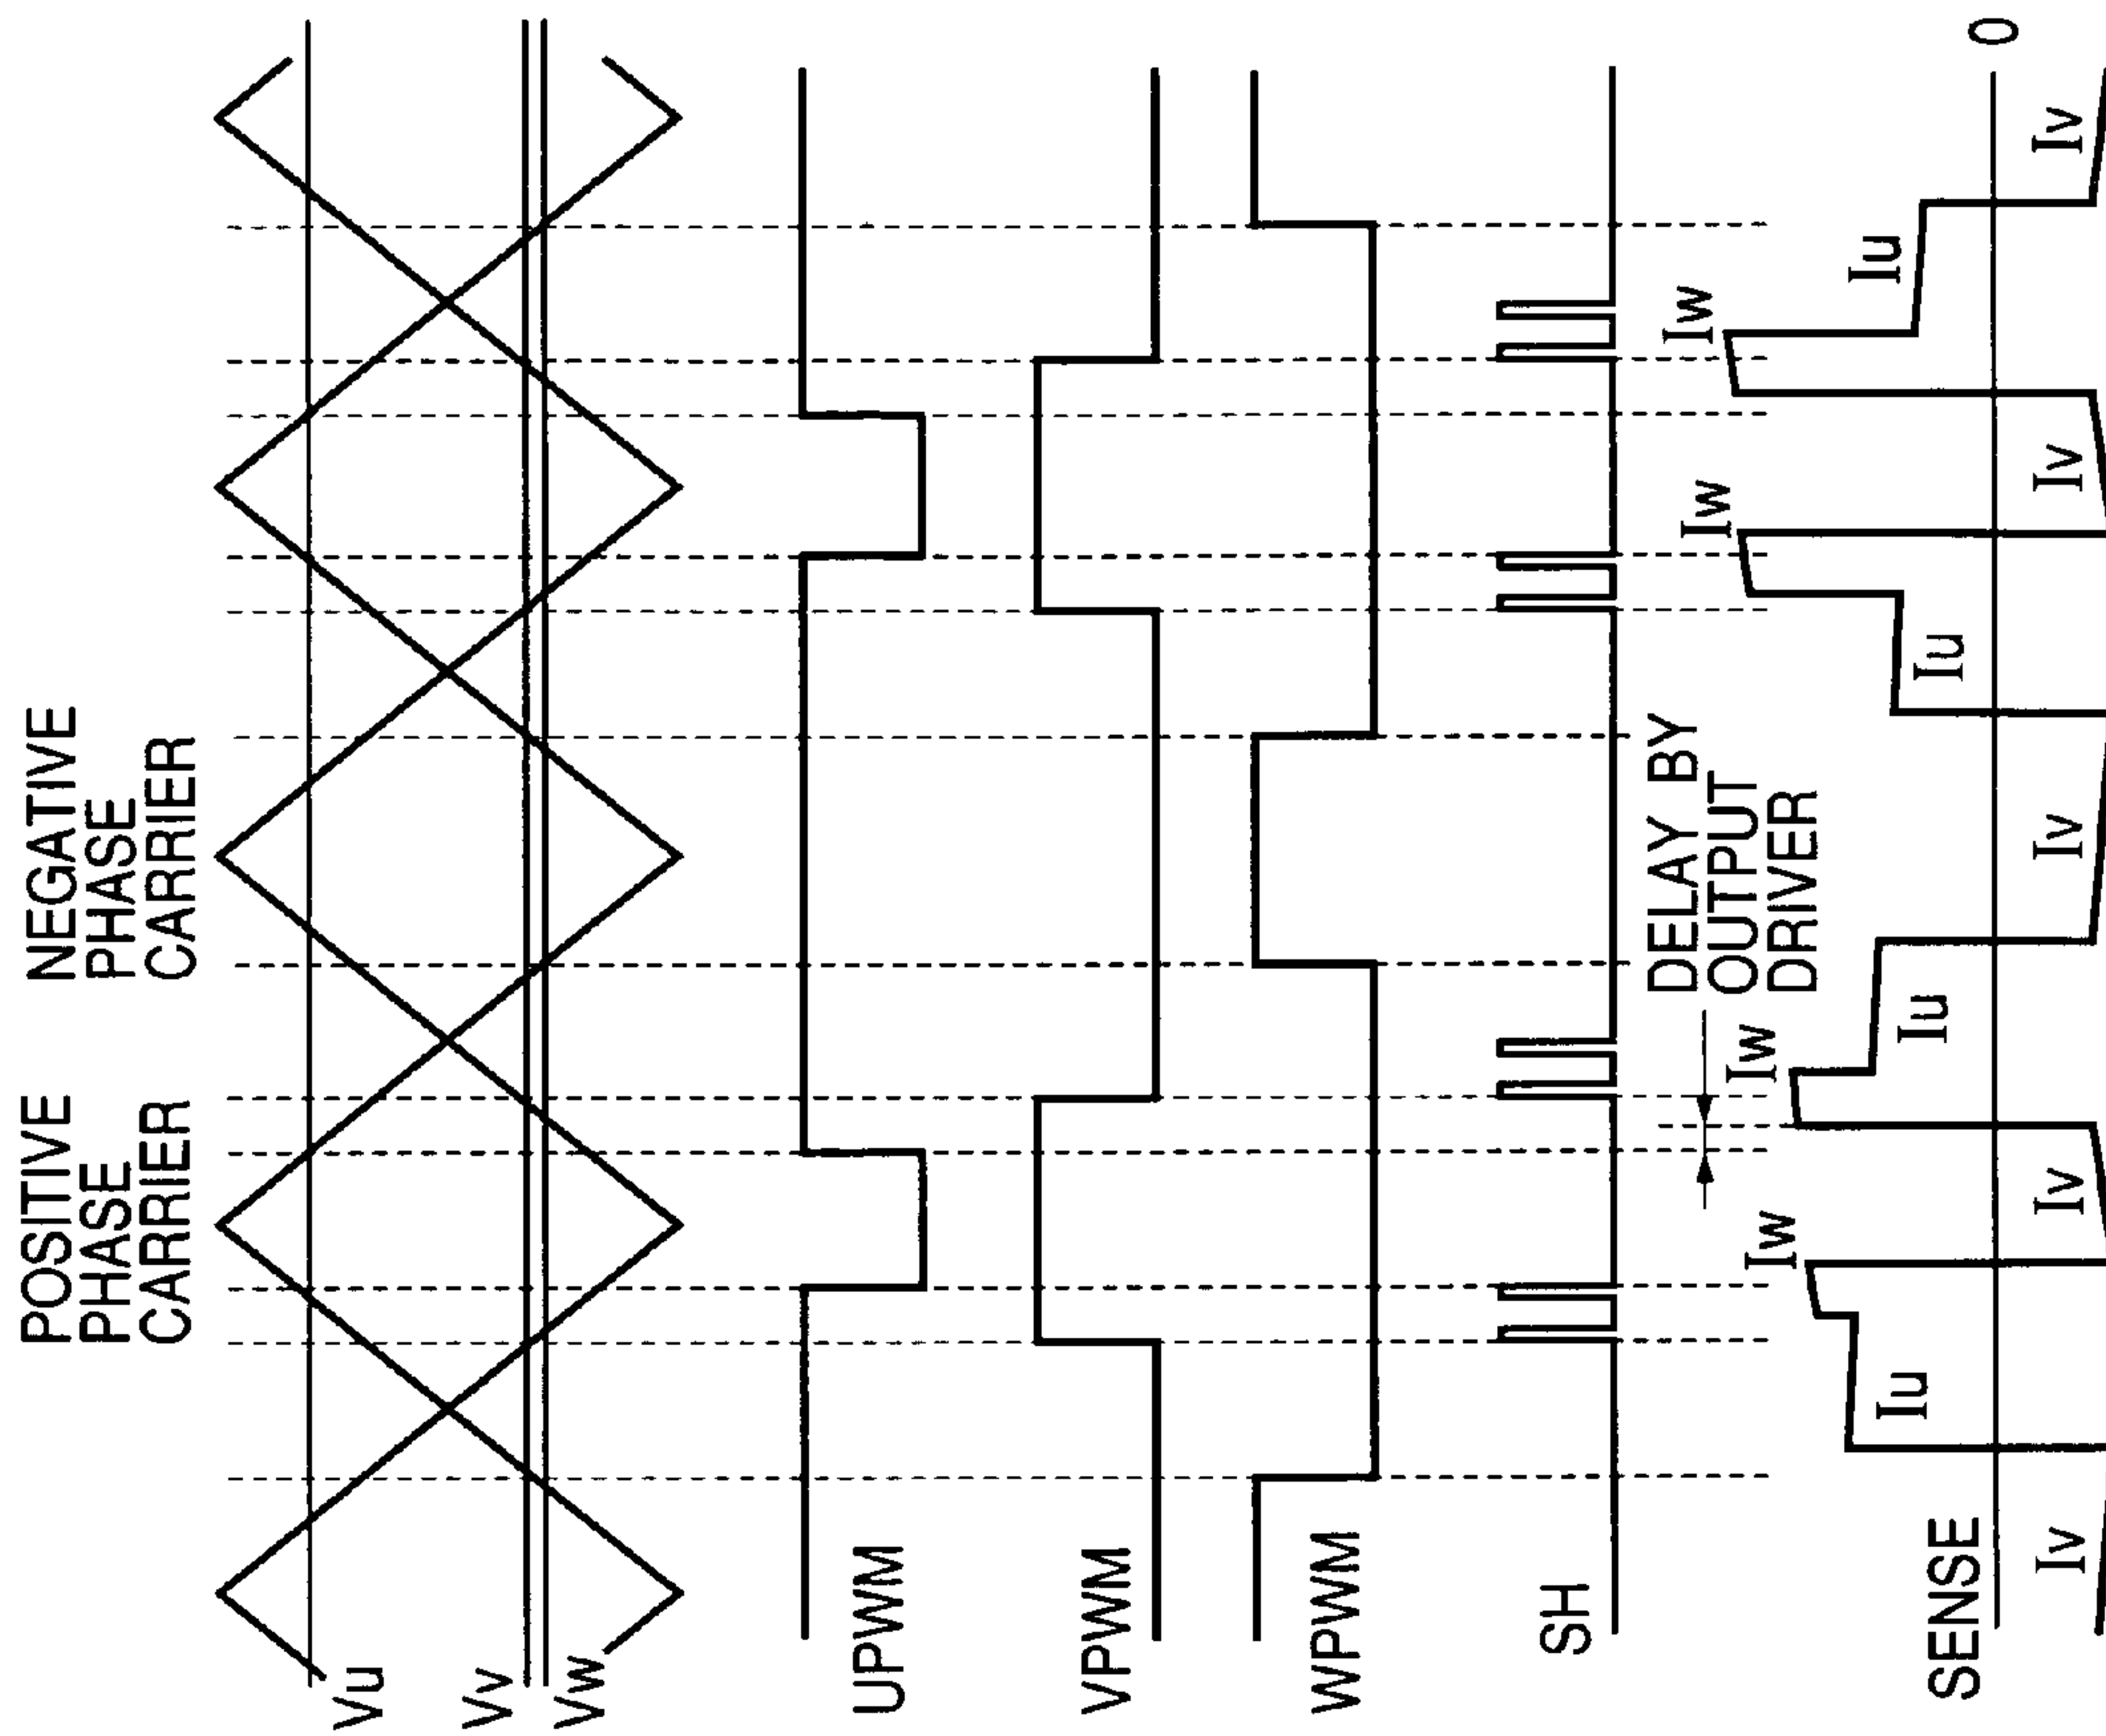 POSITIVE
PHASE
CARRIER
NEGATIVE
PHASE
CARRIER
Vu
Vv
Vw
UPWM
VPWM
WPWM
SH
DELAY BY
OUTPUT
DRIVER
SENSE
0
Iv
Iu
Iw
Iv
Iw
Iu
Iv
Iu
Iw
Iv
Iw
Iu
Iv